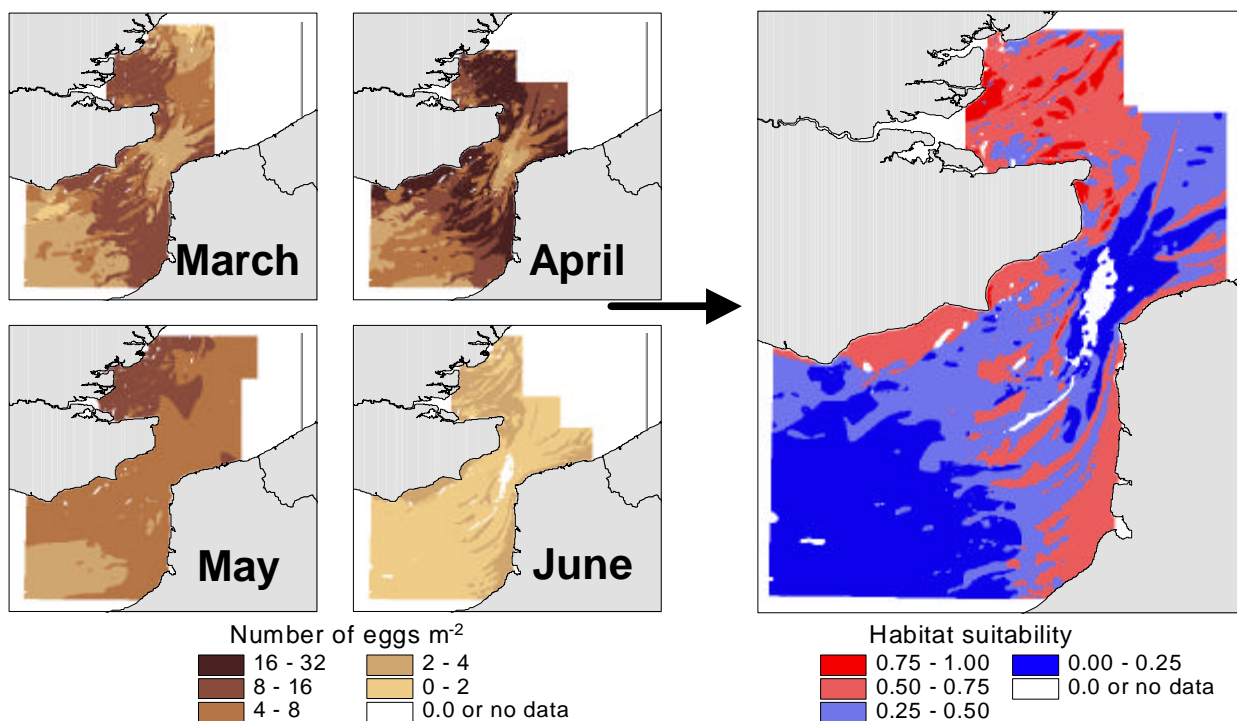 March
April
May
June
Number of eggs m-2
16 - 32
8 - 16
4 - 8
2 - 4
0 - 2
0.0 or no data
Habitat suitability
0.75 - 1.00
0.50 - 0.75
0.25 - 0.50
0.00 - 0.25
0.0 or no data